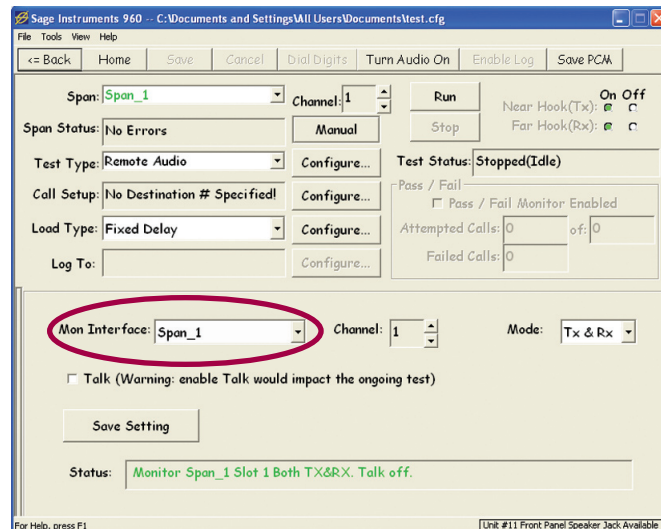 Sage Instruments 960 -- C:\Documents and Settings\All Users\Documents\test.cfg
File Tools View Help
<= Back Home Save Cancel Dial Digits Turn Audio On Enable Log Save PCM
Span: Span_1 Channel: 1 Run On Off
Near Hook(Tx):
Span Status: No Errors Manual Stop Far Hook(Rx):
Test Type: Remote Audio Configure... Test Status: Stopped(Idle)
Pass / Fail
Call Setup: No Destination # Specified! Configure... Pass / Fail Monitor Enabled
Load Type: Fixed Delay Configure... Attempted Calls: 0 of: 0
Log To: Configure... Failed Calls: 0
Mon Interface: Span_1 Channel: 1 Mode: Tx & Rx
Talk (Warning: enable Talk would impact the ongoing test)
Save Setting
Status: Monitor Span_1 Slot 1 Both TX&RX. Talk off.
For Help, press F1 Unit #11 Front Panel Speaker Jack Available